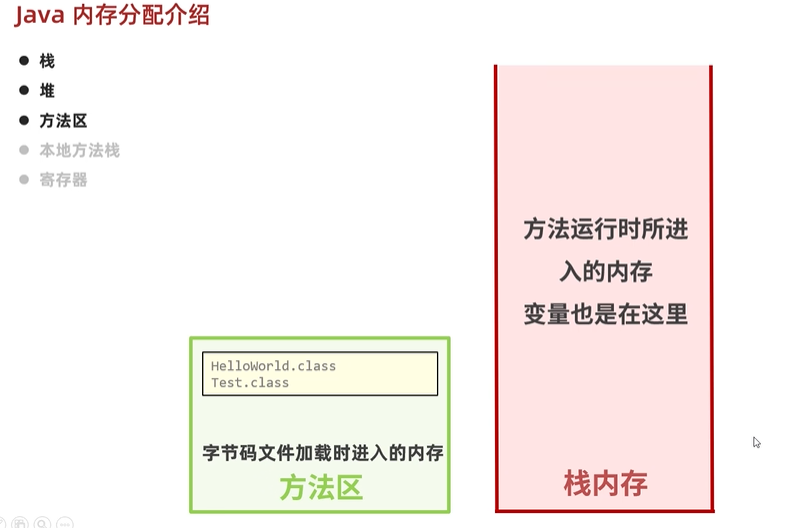 Java 内存分配介绍
栈
堆
方法区
本地方法栈
寄存器
方法运行时所进
入的内存
变量也是在这里
HelloWorld.class
Test.class
字节码文件加载时进入的内存
方法区
栈内存